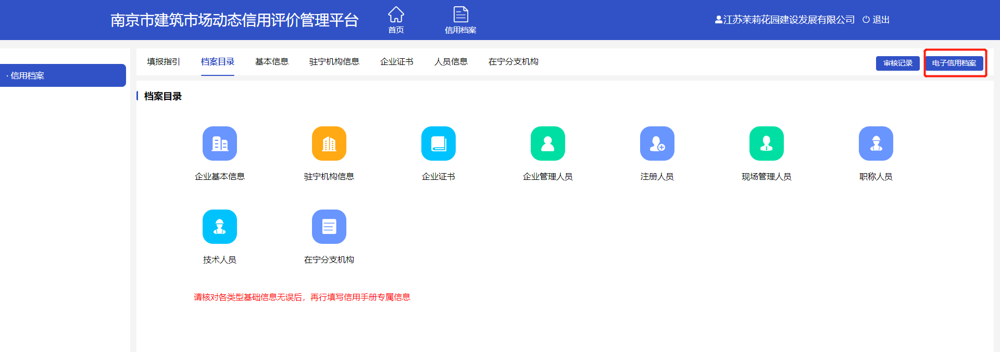 南京市建筑市场动态信用评价管理平台
首页
信用档案
江苏茉莉花园建设发展有限公司 退出
· 信用档案
填报指引 档案目录 基本信息 驻宁机构信息 企业证书 人员信息 在宁分支机构
审核记录 电子信用档案
档案目录
企业基本信息 驻宁机构信息 企业证书 企业管理人员 注册人员 现场管理人员 职称人员
技术人员 在宁分支机构
请核对各类型基础信息无误后，再行填写信用手册专属信息